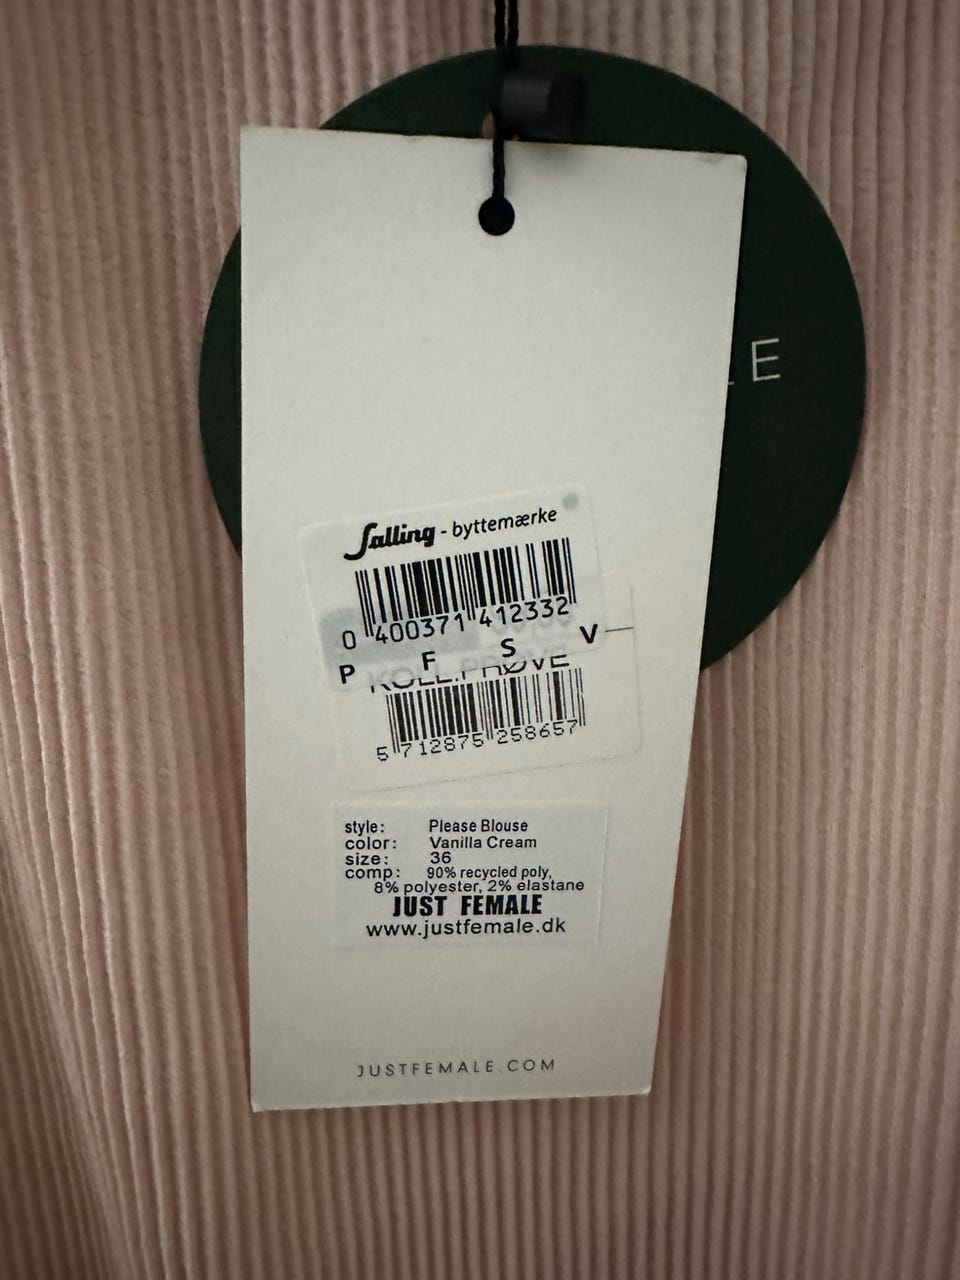 LE
Salling - byttemærke
0 400371 412332
P F S V
KOLL.PRØVE
5 712875 258657
style: Please Blouse
color: Vanilla Cream
size: 36
comp: 90% recycled poly,
8% polyester, 2% elastane
JUST FEMALE
www.justfemale.dk
JUSTFEMALE.COM